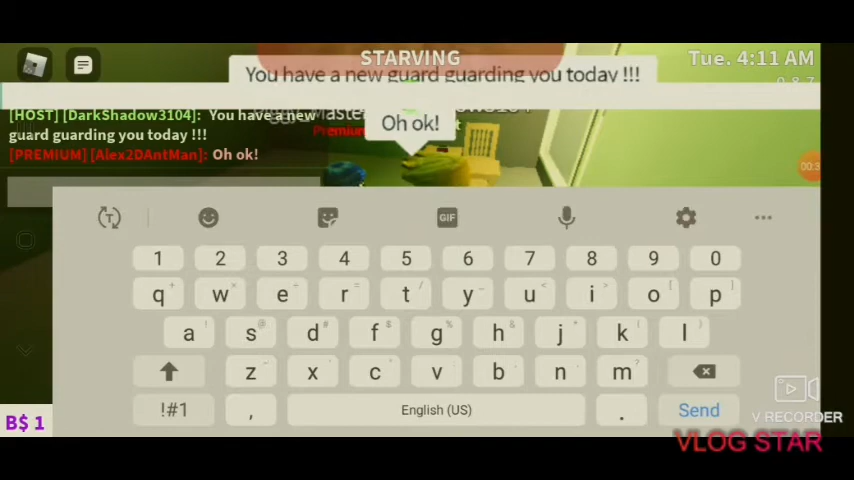 STARVING
Tue. 4:11 AM
You have a new guard guarding you today !!!
[HOST] [DarkShadow3104]: You have a new
guard guarding you today !!!
[PREMIUM] [Alex2DAntMan]: Oh ok!
Oh ok!
GIF
1 2 3 4 5 6 7 8 9 0
q w e r t y u i o p
a s d f g h j k l
z x c v b n m
!#1 , English (US) . Send
B$ 1
V RECORDER
VLOG STAR